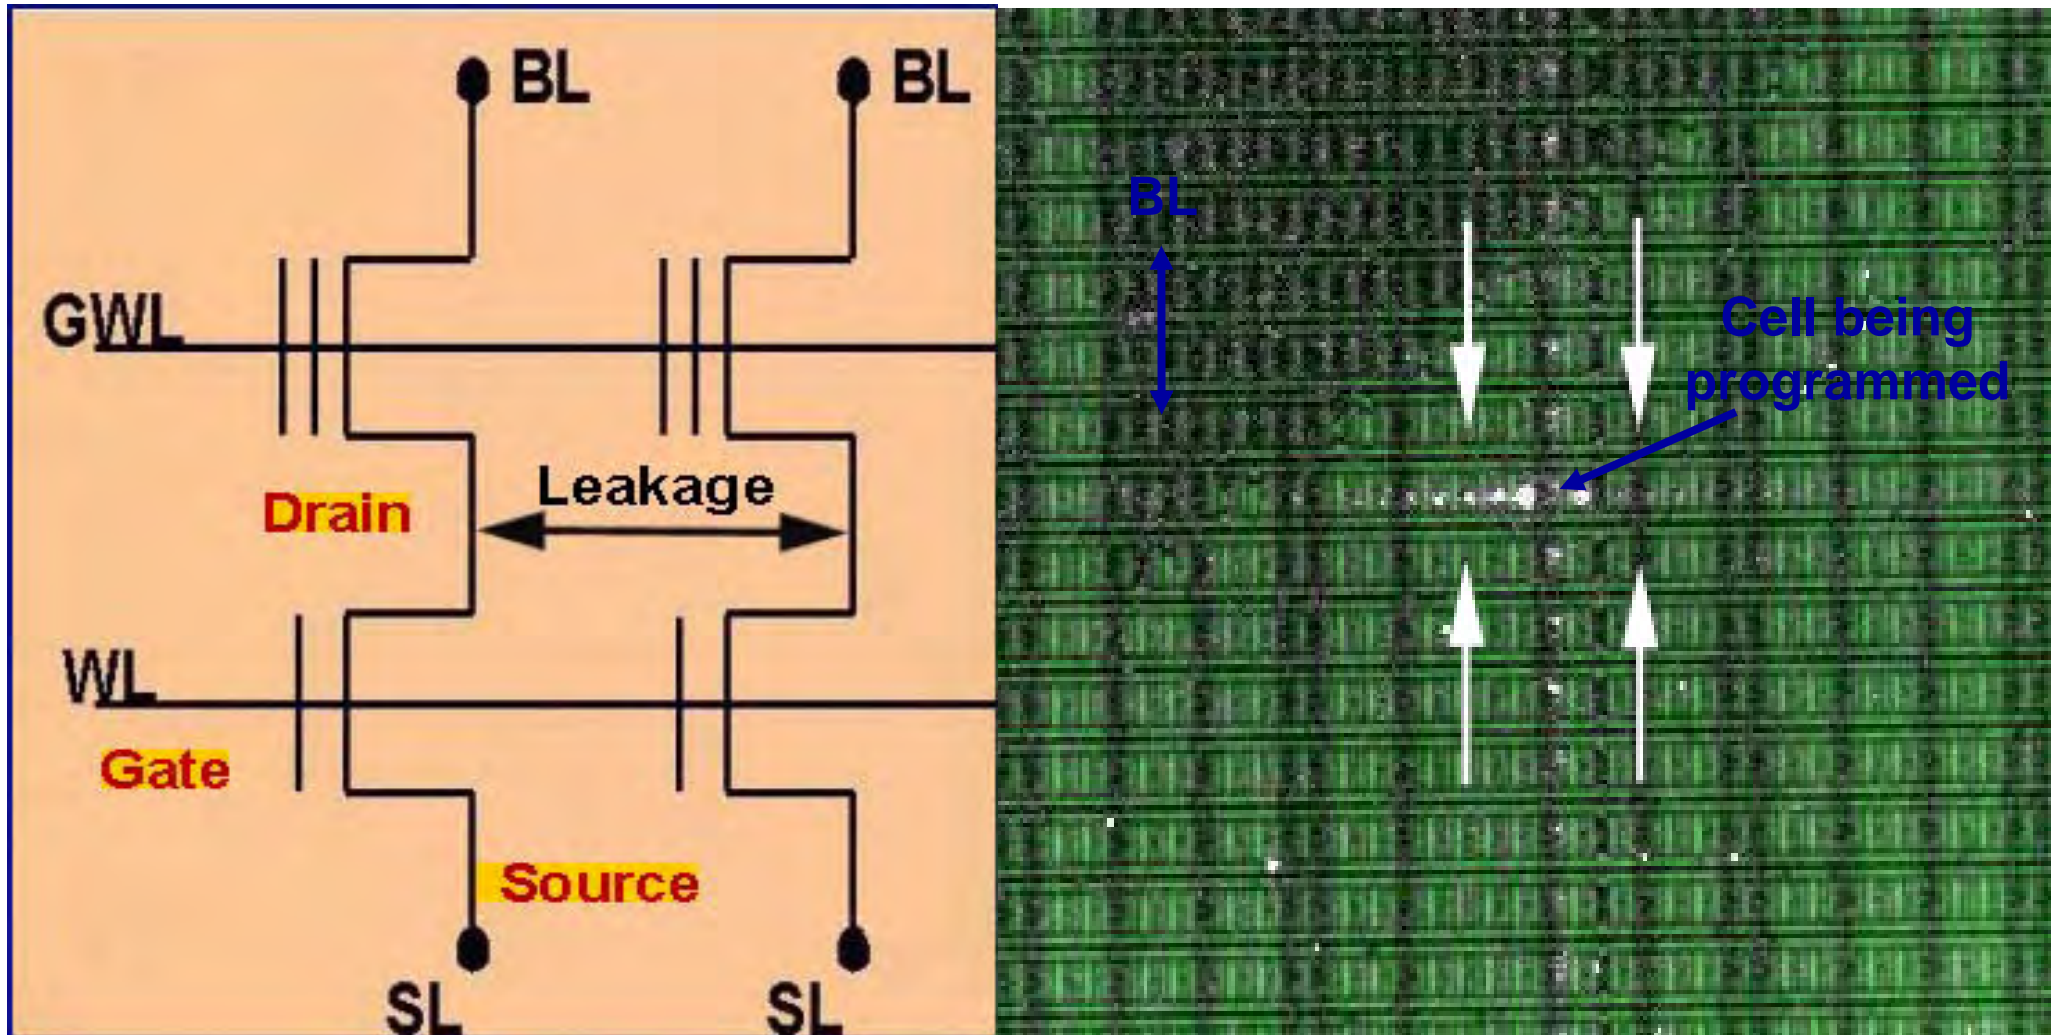 BL
BL
GWL
Leakage
Drain
WL
Gate
Source
SL
SL
BL
Cell being
programmed